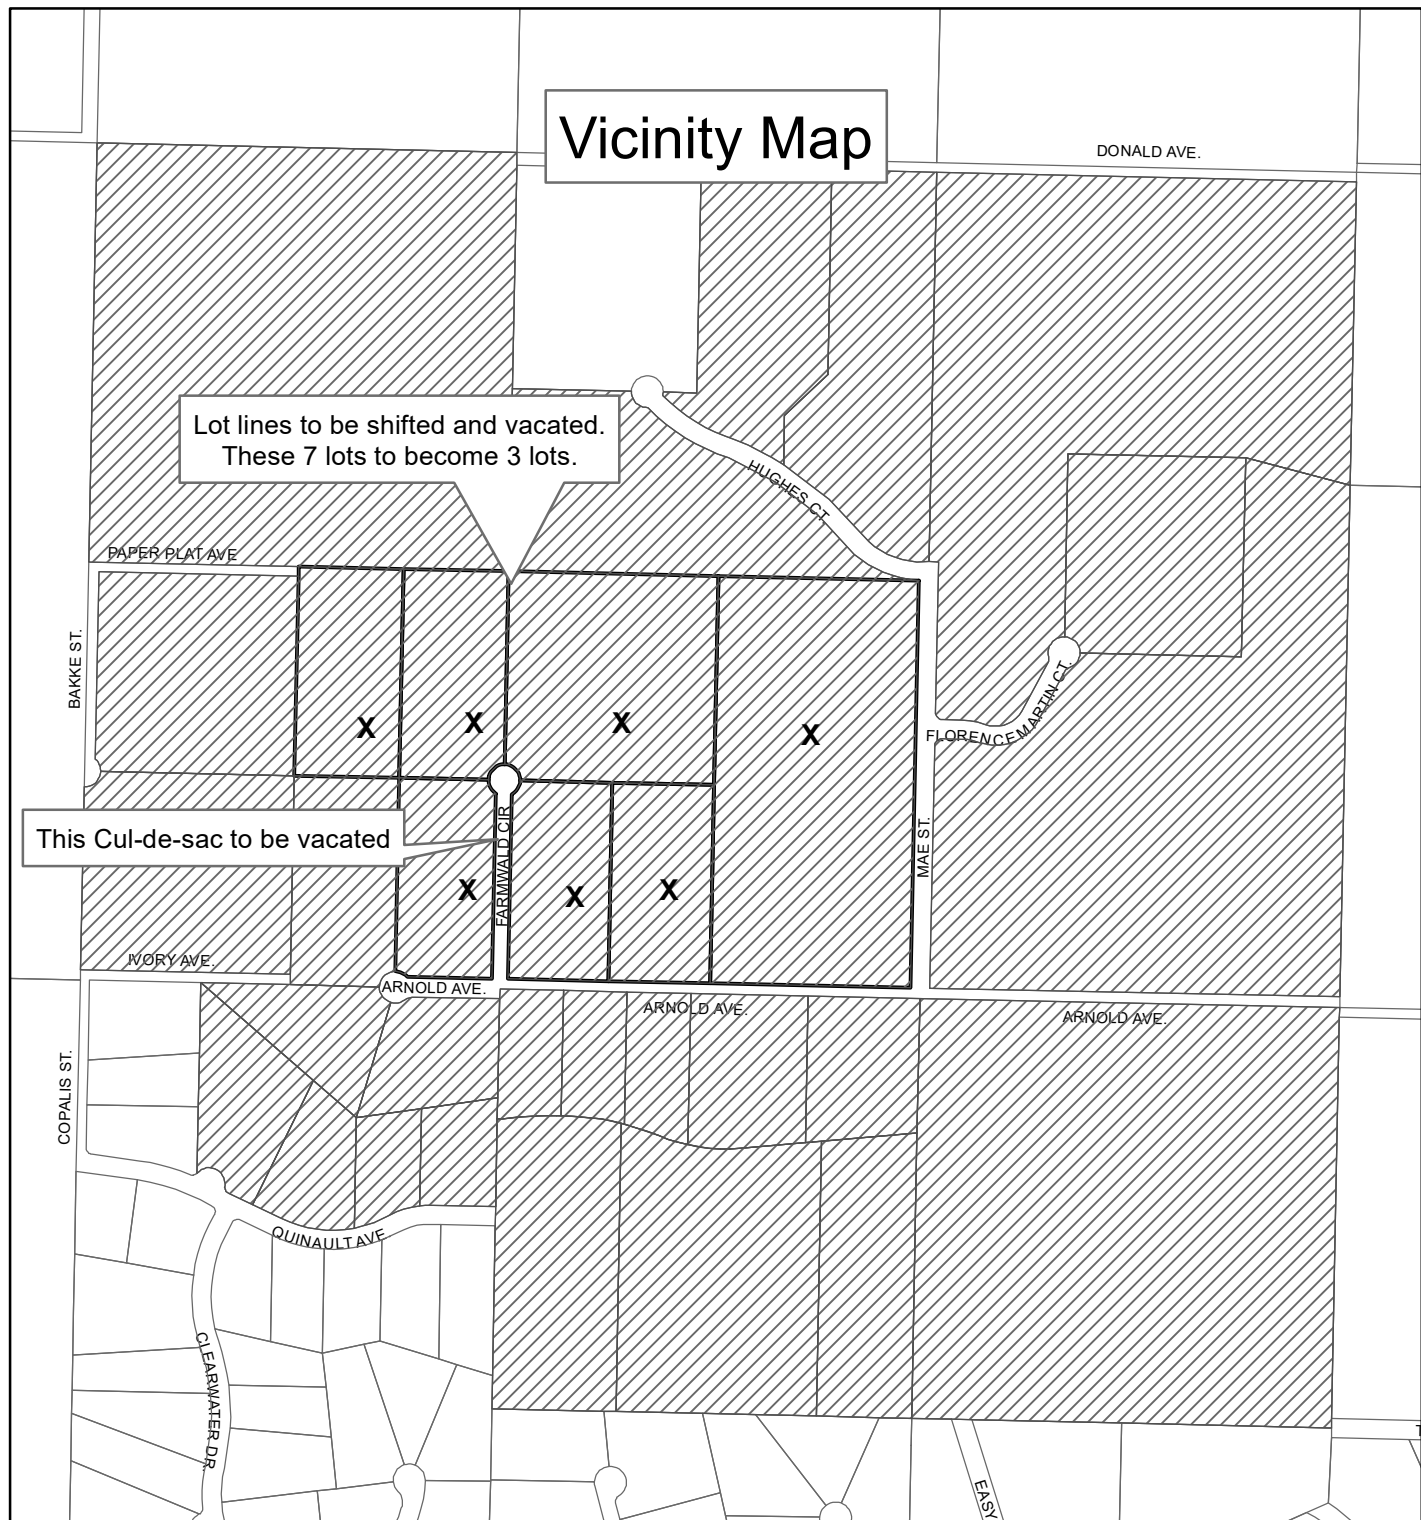 Vicinity Map
DONALD AVE.
Lot lines to be shifted and vacated.
These 7 lots to become 3 lots.
HUGHES CT
PAPER PLAT AVE
BAKKE ST.
X
X
X
X
FLORENCE MARTIN CT.
This Cul-de-sac to be vacated
FARMWALD CIR
MAE ST.
X
X
X
IVORY AVE.
ARNOLD AVE.
ARNOLD AVE.
ARNOLD AVE.
COPALIS ST.
QUINAULT AVE
CLEARWATER DR.
EASY
T